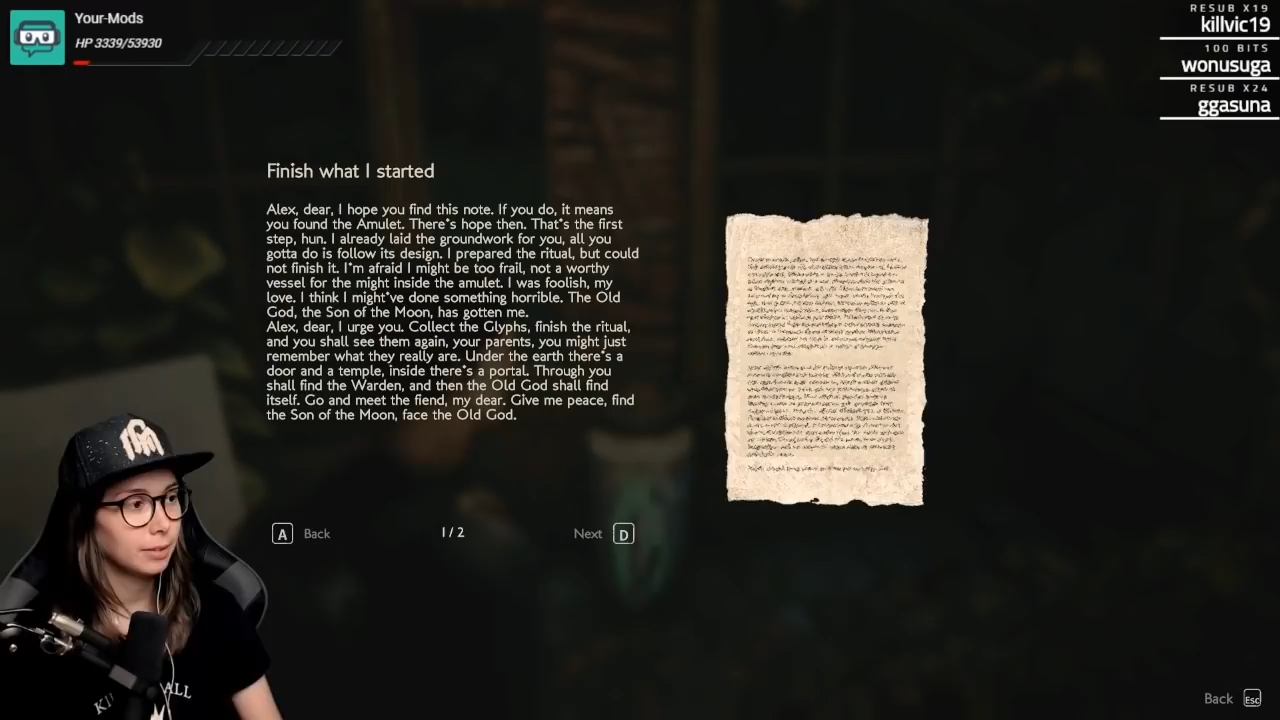 Your-Mods
HP 3339/53930
RESUB X19
killvic19
100 BITS
wonusuga
RESUB X24
ggasuna
Finish what I started
Alex, dear, I hope you find this note. If you do, it means
you found the Amulet. There's hope then. That's the first
step, hun. I already laid the groundwork for you, all you
gotta do is follow its design. I prepared the ritual, but could
not finish it. I'm afraid I might be too frail, not a worthy
vessel for the might inside the amulet. I was foolish, my
love. I think I might've done something horrible. The Old
God, the Son of the Moon, has gotten me.
Alex, dear, I urge you. Collect the Glyphs, finish the ritual,
and you shall see them again, your parents, you might just
remember what they really are. Under the earth there's a
door and a temple, inside there's a portal. Through you
shall find the Warden, and then the Old God shall find
itself. Go and meet the fiend, my dear. Give me peace, find
the Son of the Moon, face the Old God.
A Back
1 / 2
Next D
Back Esc